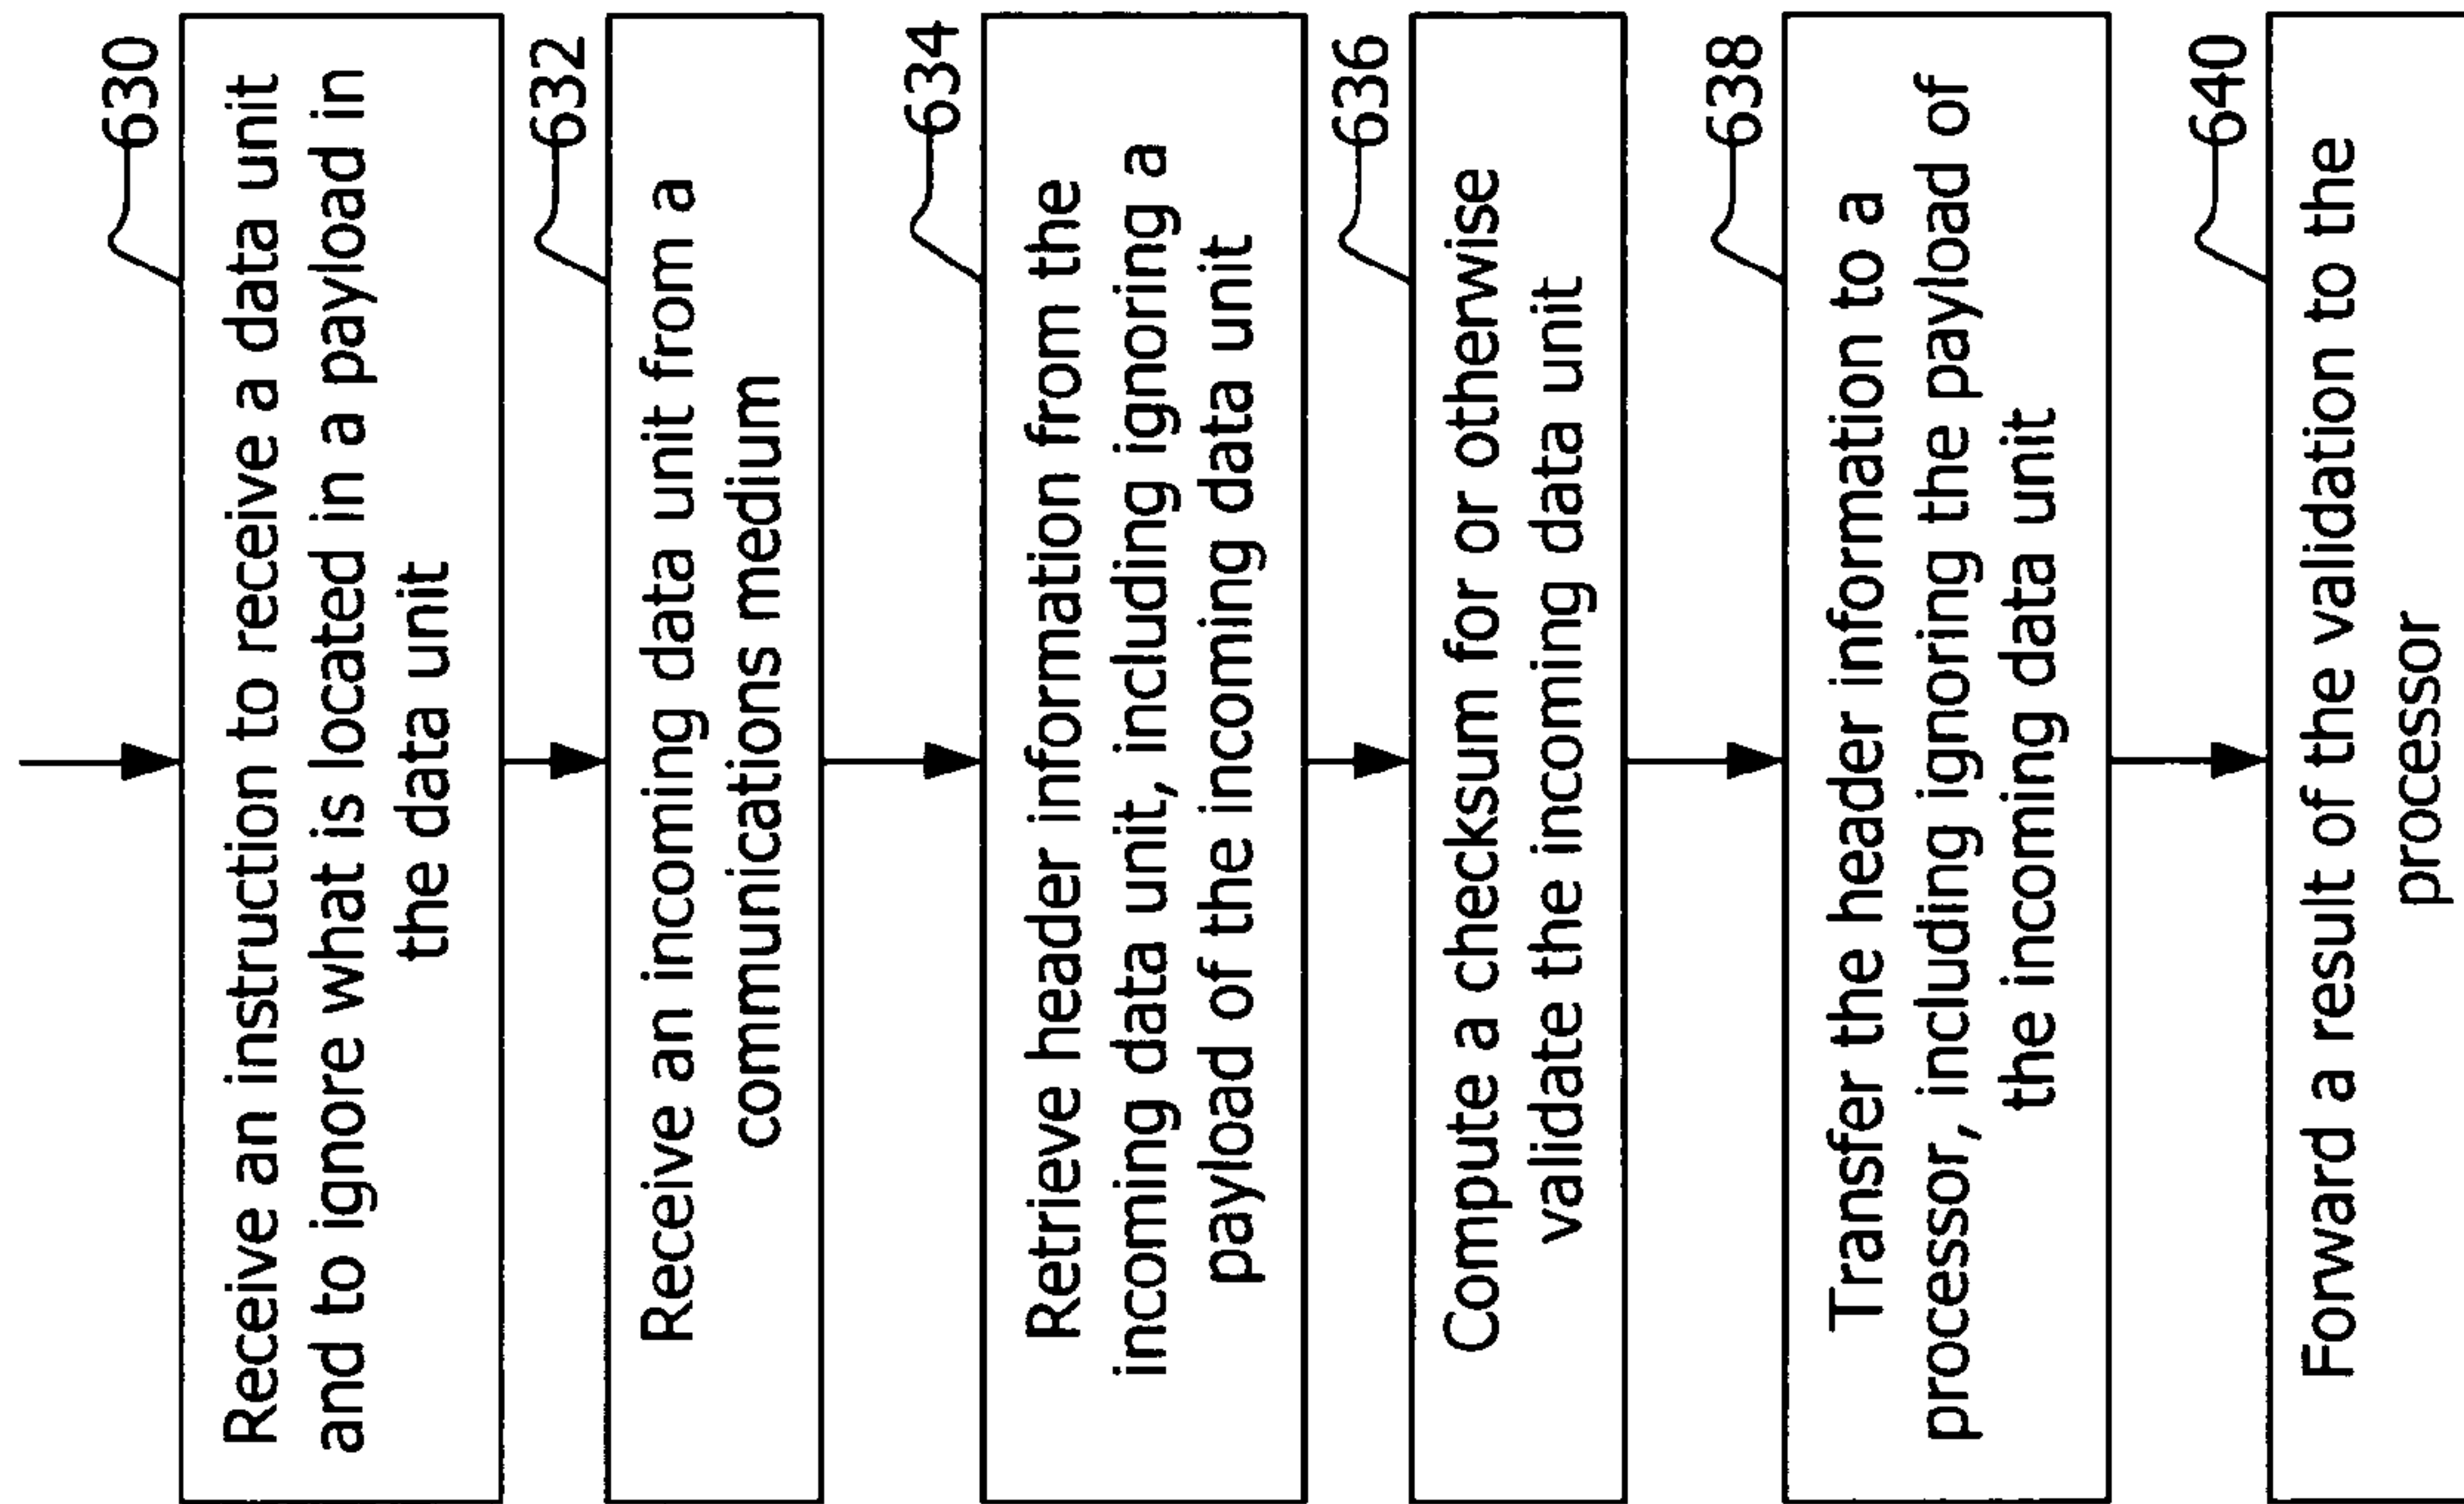 630
Receive an instruction to receive a data unit
and to ignore what is located in a payload in
the data unit
632
Receive an incoming data unit from a
communications medium
634
Retrieve header information from the
incoming data unit, including ignoring a
payload of the incoming data unit
636
Compute a checksum for or otherwise
validate the incoming data unit
638
Transfer the header information to a
processor, including ignoring the payload of
the incoming data unit
640
Forward a result of the validation to the
processor